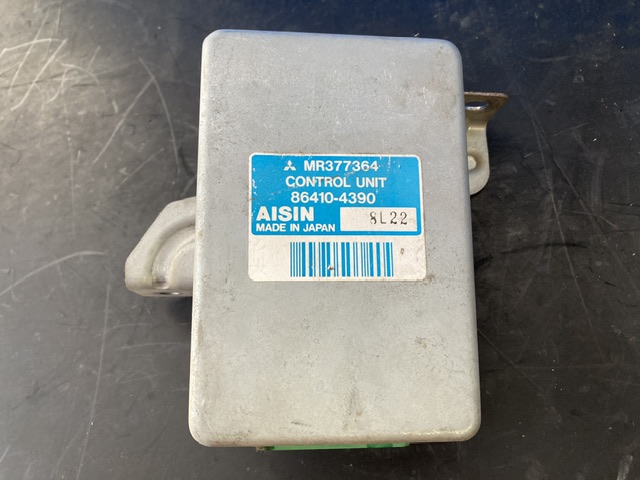 MR377364
CONTROL UNIT
86410-4390
AISIN 8L22
MADE IN JAPAN